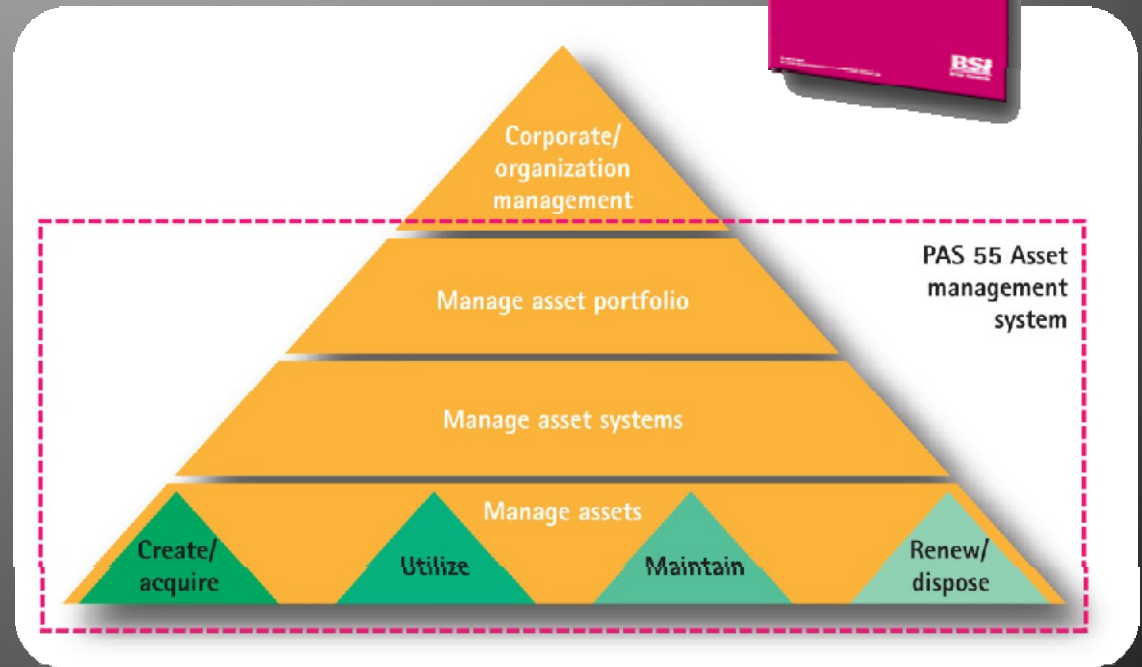 BSI
Corporate/
organization
management
PAS 55 Asset
management
system
Manage asset portfolio
Manage asset systems
Manage assets
Create/
acquire
Utilize
Maintain
Renew/
dispose